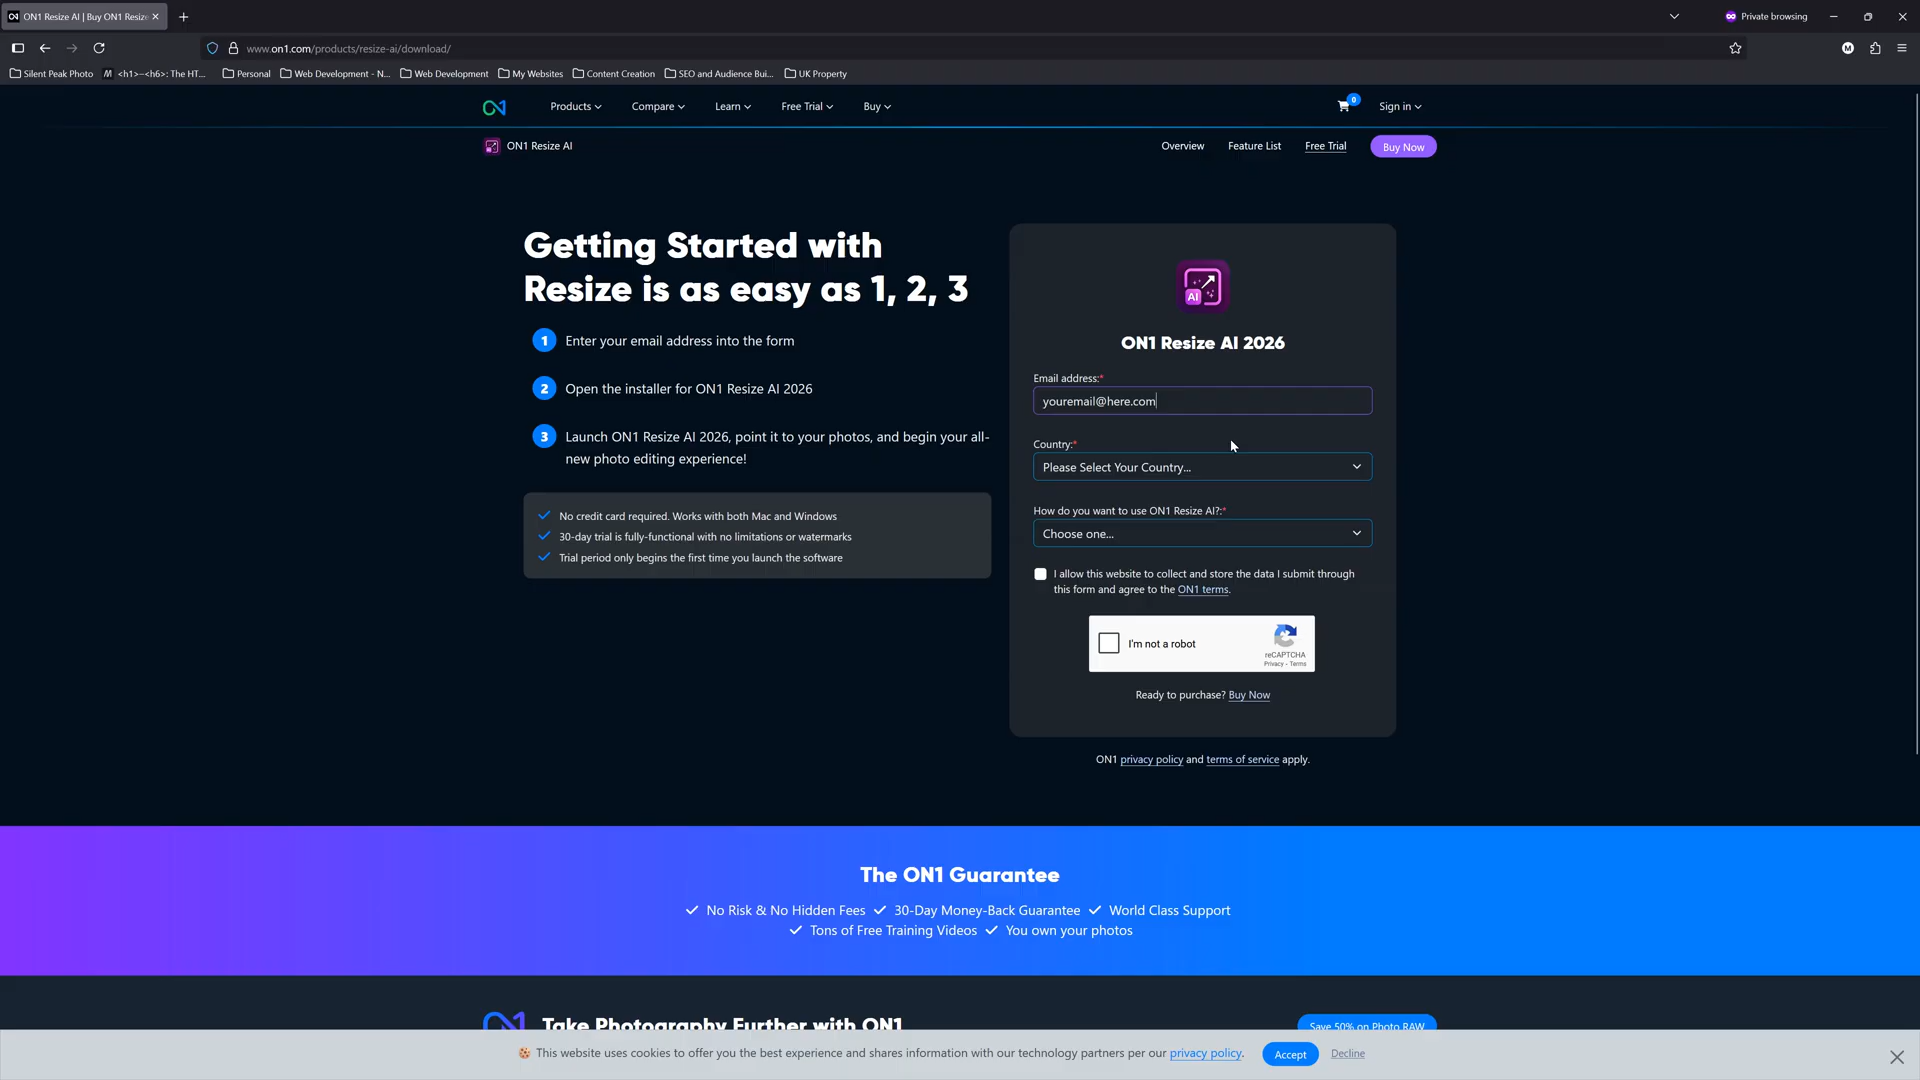 ON1 Resize AI | Buy ON1 Resize
Private browsing
www.on1.com/products/resize-ai/download/
M
Silent Peak Photo
<h1>–<h6>: The HT...
Personal
Web Development - N...
Web Development
My Websites
Content Creation
SEO and Audience Bui...
UK Property
Products
Compare
Learn
Free Trial
Buy
0
Sign in
ON1 Resize AI
Overview
Feature List
Free Trial
Buy Now
Getting Started with
Resize is as easy as 1, 2, 3
1 Enter your email address into the form
2 Open the installer for ON1 Resize AI 2026
3 Launch ON1 Resize AI 2026, point it to your photos, and begin your all-
new photo editing experience!
No credit card required. Works with both Mac and Windows
30-day trial is fully-functional with no limitations or watermarks
Trial period only begins the first time you launch the software
AI
ON1 Resize AI 2026
Email address:*
youremail@here.com
Country:*
Please Select Your Country...
How do you want to use ON1 Resize AI?:*
Choose one...
I allow this website to collect and store the data I submit through
this form and agree to the ON1 terms.
I'm not a robot
reCAPTCHA
Privacy - Terms
Ready to purchase? Buy Now
ON1 privacy policy and terms of service apply.
The ON1 Guarantee
No Risk & No Hidden Fees
30-Day Money-Back Guarantee
World Class Support
Tons of Free Training Videos
You own your photos
Take Photography Further with ON1
Save 50% on Photo RAW
This website uses cookies to offer you the best experience and shares information with our technology partners per our privacy policy.
Accept
Decline